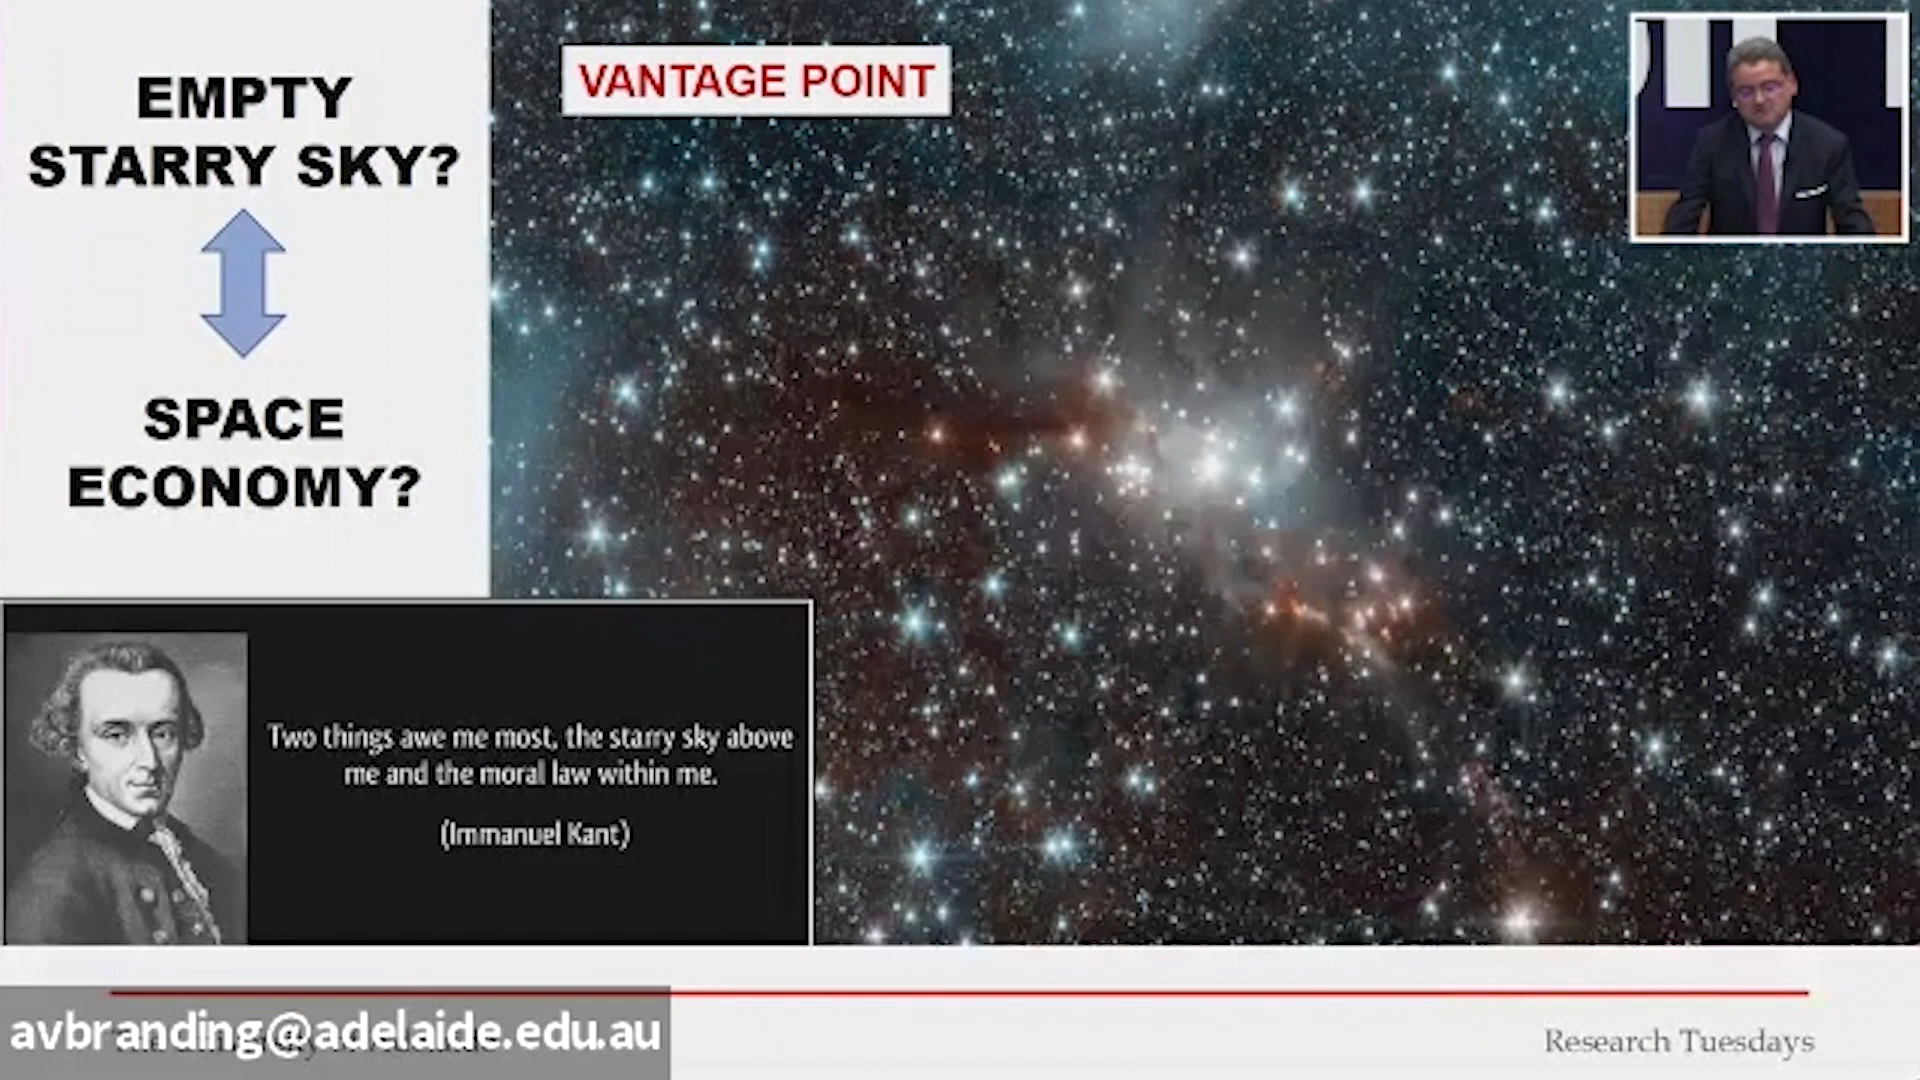 EMPTY
STARRY SKY?
SPACE
ECONOMY?
VANTAGE POINT
Two things awe me most, the starry sky above
me and the moral law within me.
(Immanuel Kant)
avbranding@adelaide.edu.au
Research Tuesdays